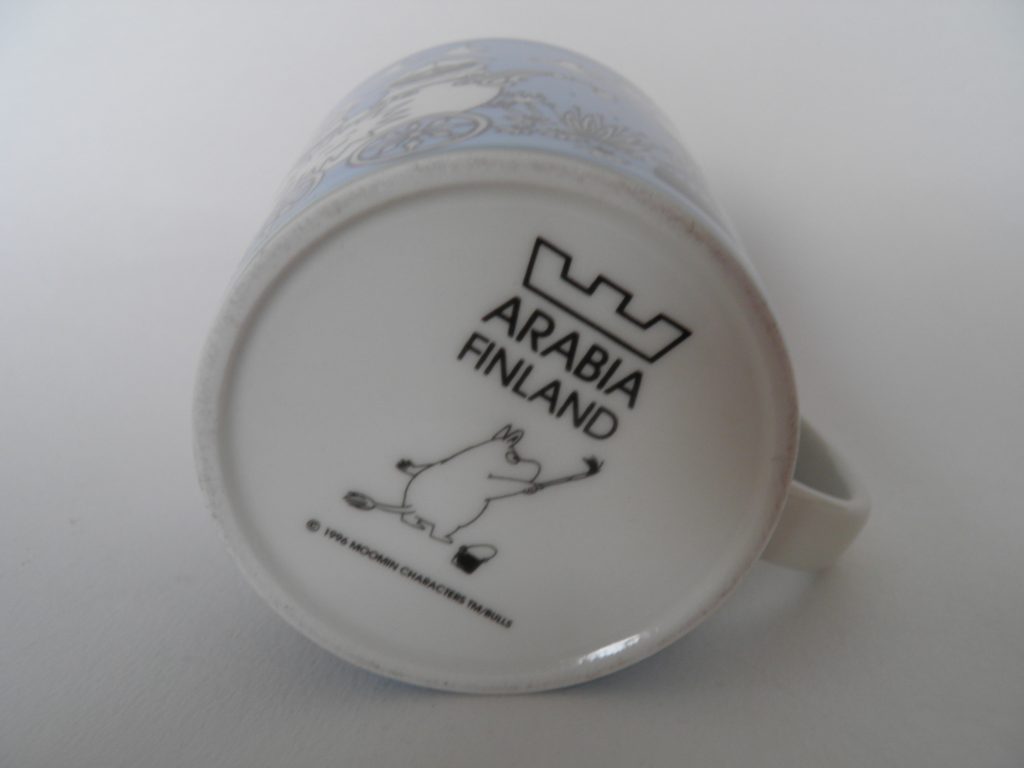 ARABIA
FINLAND
© 1996 MOOMIN CHARACTERS TM/BULLS